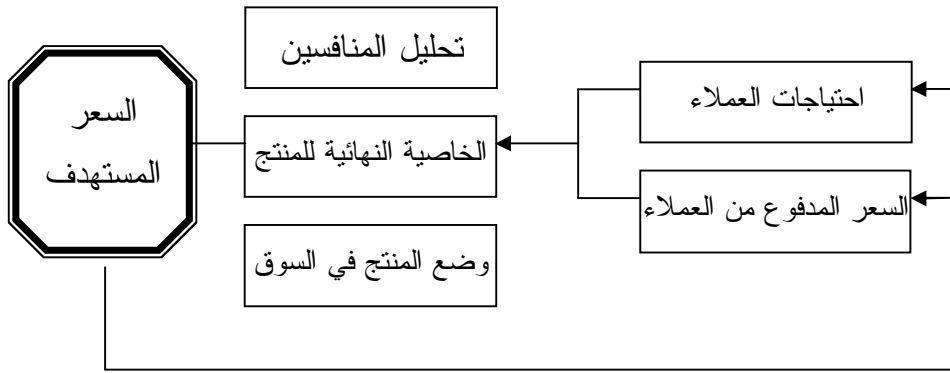 احتياجات العملاء
السعر المدفوع من العملاء
تحليل المنافسين
الخاصية النهائية للمنتج
وضع المنتج في السوق
السعر
المستهدف